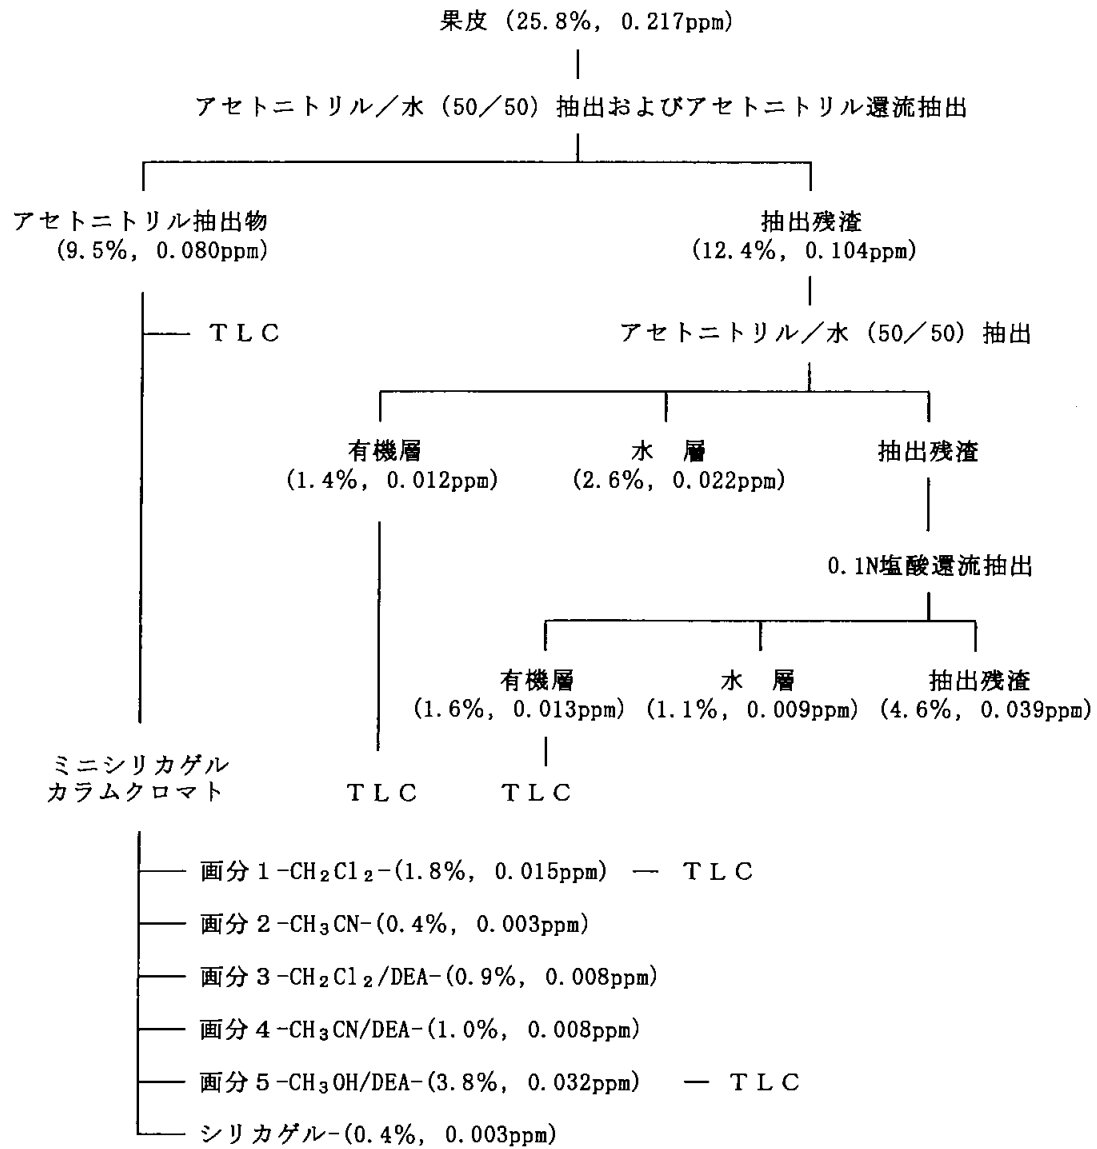 果皮 (25.8%, 0.217ppm)
アセトニトリル／水 (50／50) 抽出およびアセトニトリル還流抽出
アセトニトリル抽出物
(9.5%, 0.080ppm)
抽出残渣
(12.4%, 0.104ppm)
ＴＬＣ
アセトニトリル／水 (50／50) 抽出
有機層
(1.4%, 0.012ppm)
水　層
(2.6%, 0.022ppm)
抽出残渣
0.1N塩酸還流抽出
有機層
(1.6%, 0.013ppm)
水　層
(1.1%, 0.009ppm)
抽出残渣
(4.6%, 0.039ppm)
ミニシリカゲル
カラムクロマト
ＴＬＣ
ＴＬＣ
画分１-CH₂Cl₂-(1.8%, 0.015ppm) — ＴＬＣ
画分２-CH₃CN-(0.4%, 0.003ppm)
画分３-CH₂Cl₂/DEA-(0.9%, 0.008ppm)
画分４-CH₃CN/DEA-(1.0%, 0.008ppm)
画分５-CH₃OH/DEA-(3.8%, 0.032ppm) — ＴＬＣ
シリカゲル-(0.4%, 0.003ppm)